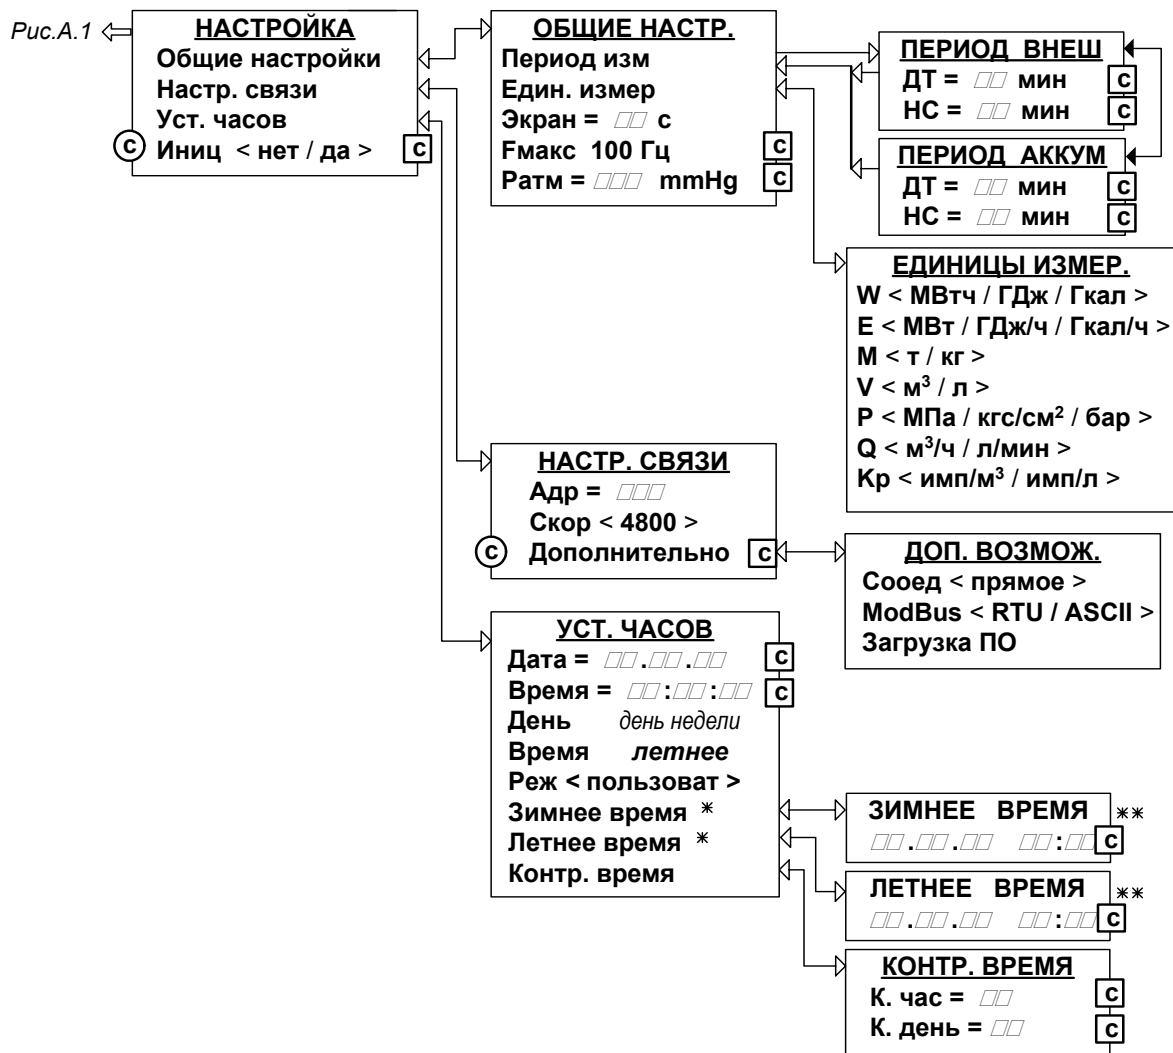 Рис.А.1
НАСТРОЙКА
Общие настройки
Настр. связи
Уст. часов
с Иниц < нет / да > с
ОБЩИЕ НАСТР.
Период изм
Един. измер
Экран = □□ с
Fмакс 100 Гц с
Ратм = □□□ mmHg с
ПЕРИОД ВНЕШ
ДТ = □□ мин с
НС = □□ мин с
ПЕРИОД АККУМ
ДТ = □□ мин с
НС = □□ мин с
ЕДИНИЦЫ ИЗМЕР.
W < МВтч / ГДж / Гкал >
E < МВт / ГДж/ч / Гкал/ч >
M < т / кг >
V < м³ / л >
P < МПа / кгс/см² / бар >
Q < м³/ч / л/мин >
Kp < имп/м³ / имп/л >
НАСТР. СВЯЗИ
Адр = □□□
Скор < 4800 >
с Дополнительно с
ДОП. ВОЗМОЖ.
Сооед < прямое >
ModBus < RTU / ASCII >
Загрузка ПО
УСТ. ЧАСОВ
Дата = □□.□□.□□ с
Время = □□:□□:□□ с
День день недели
Время летнее
Реж < пользоват >
Зимнее время *
Летнее время *
Контр. время
ЗИМНЕЕ ВРЕМЯ **
□□.□□.□□ □□:□□ с
ЛЕТНЕЕ ВРЕМЯ **
□□.□□.□□ □□:□□ с
КОНТР. ВРЕМЯ
К. час = □□ с
К. день = □□ с